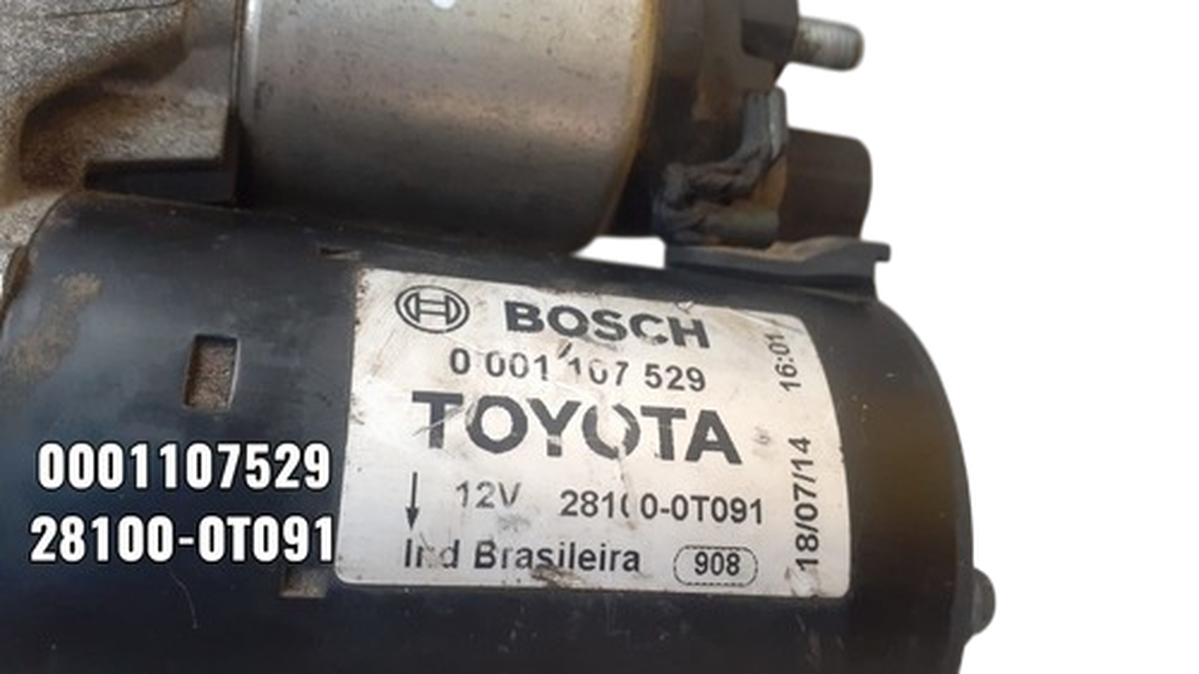 BOSCH
0 001 107 529
TOYOTA
12V 28100-0T091
Ind Brasileira 908
18/07/14 16:01
0001107529
28100-0T091